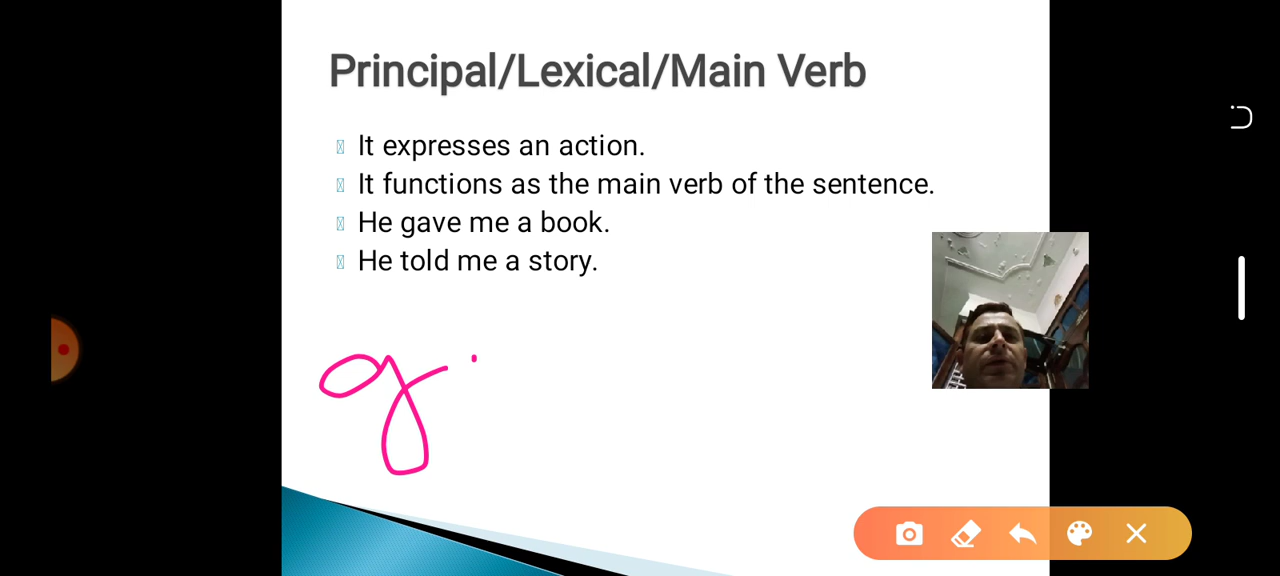 Principal/Lexical/Main Verb
It expresses an action.
It functions as the main verb of the sentence.
He gave me a book.
He told me a story.
g